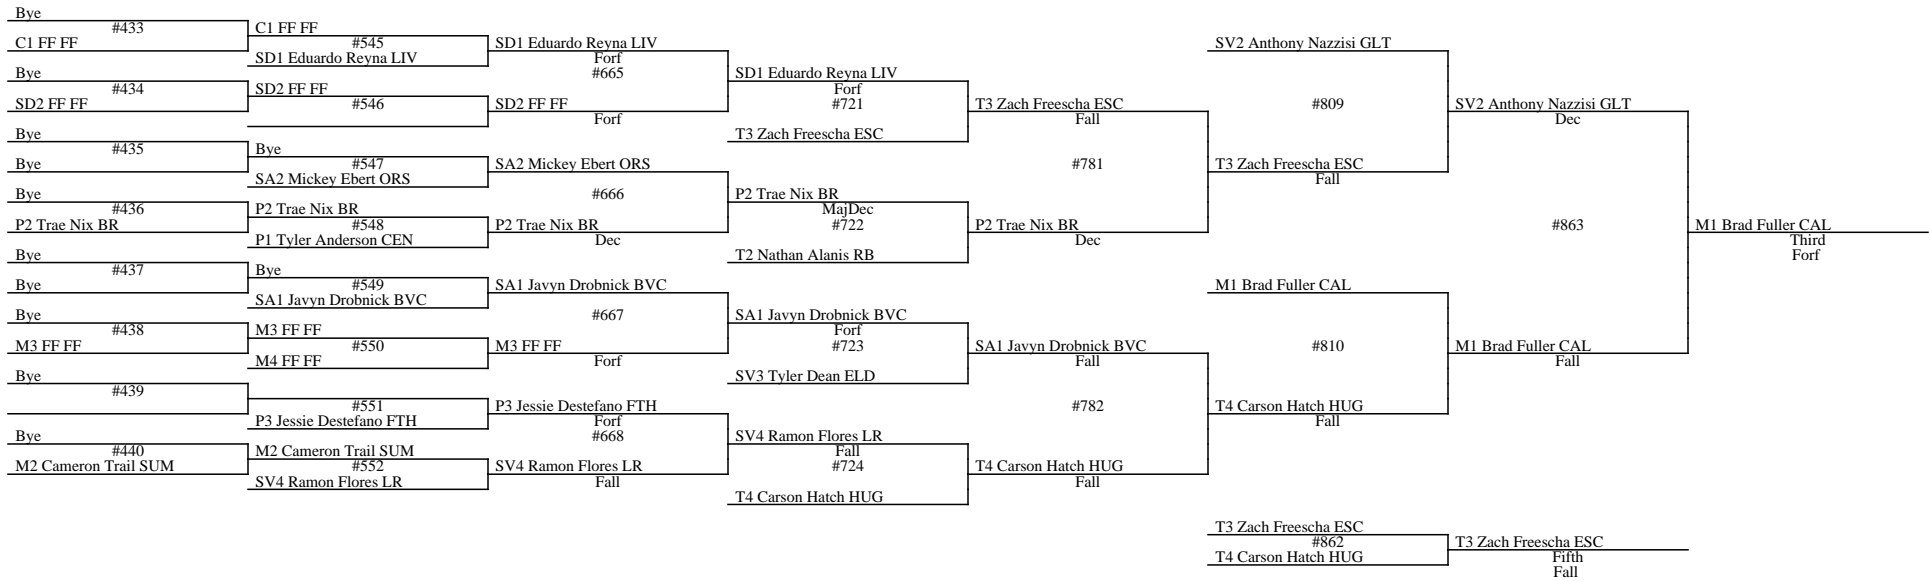 Bye
#433
C1 FF FF
Bye
#434
SD2 FF FF
Bye
#435
Bye
Bye
#436
P2 Trae Nix BR
Bye
#437
Bye
Bye
#438
M3 FF FF
Bye
#439
Bye
#440
M2 Cameron Trail SUM
C1 FF FF
#545
SD1 Eduardo Reyna LIV
SD2 FF FF
#546
Bye
#547
SA2 Mickey Ebert ORS
P2 Trae Nix BR
#548
P1 Tyler Anderson CEN
Bye
#549
SA1 Javyn Drobnick BVC
M3 FF FF
#550
M4 FF FF
#551
P3 Jessie Destefano FTH
M2 Cameron Trail SUM
#552
SV4 Ramon Flores LR
SD1 Eduardo Reyna LIV
Forf
#665
SD2 FF FF
Forf
SA2 Mickey Ebert ORS
#666
P2 Trae Nix BR
Dec
SA1 Javyn Drobnick BVC
#667
M3 FF FF
Forf
P3 Jessie Destefano FTH
Forf
#668
SV4 Ramon Flores LR
Fall
SD1 Eduardo Reyna LIV
Forf
#721
T3 Zach Freescha ESC
P2 Trae Nix BR
MajDec
#722
T2 Nathan Alanis RB
SA1 Javyn Drobnick BVC
Forf
#723
SV3 Tyler Dean ELD
SV4 Ramon Flores LR
Fall
#724
T4 Carson Hatch HUG
T3 Zach Freescha ESC
Fall
#781
P2 Trae Nix BR
Dec
SA1 Javyn Drobnick BVC
Fall
#782
T4 Carson Hatch HUG
Fall
SV2 Anthony Nazzisi GLT
#809
T3 Zach Freescha ESC
Fall
M1 Brad Fuller CAL
#810
T4 Carson Hatch HUG
Fall
SV2 Anthony Nazzisi GLT
Dec
#863
M1 Brad Fuller CAL
Fall
M1 Brad Fuller CAL
Third
Forf
T3 Zach Freescha ESC
#862
T4 Carson Hatch HUG
T3 Zach Freescha ESC
Fifth
Fall